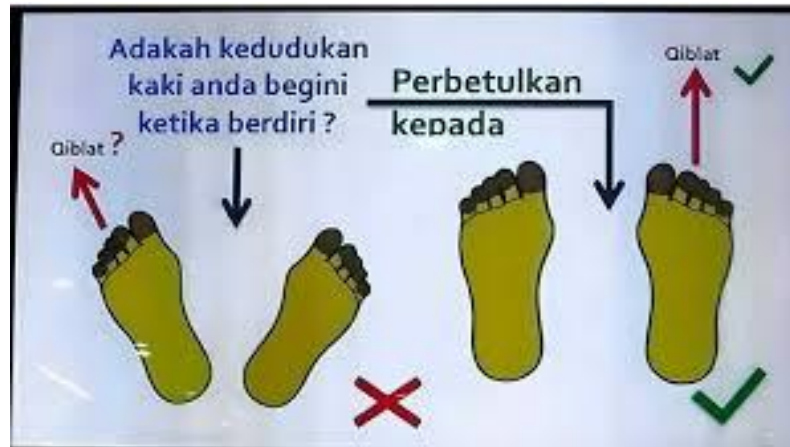 Adakah kedudukan
kaki anda begini
ketika berdiri ?
Qiblat ?
Perbetulkan
kepada
Qiblat